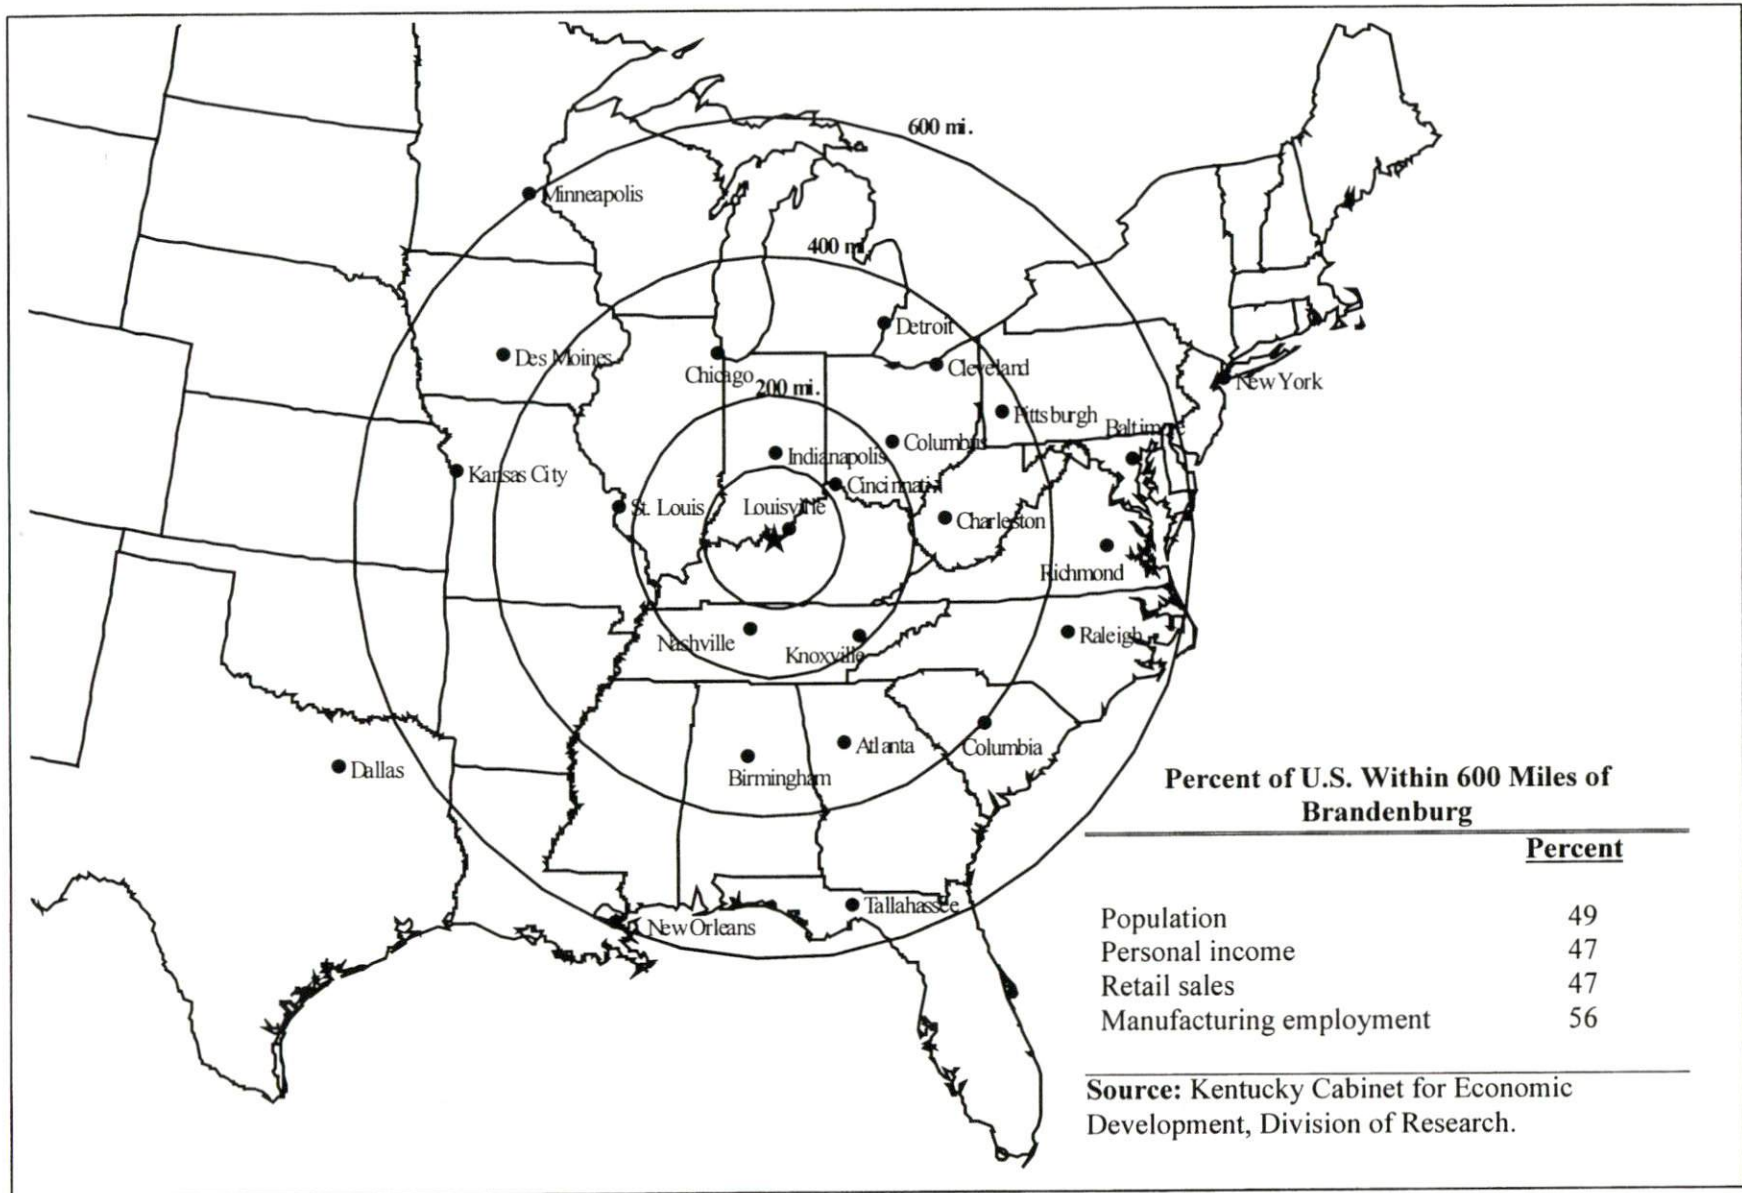 600 mi.
Minneapolis
400 mi.
Detroit
Des Moines
Chicago
Cleveland
200 mi.
New York
Pittsburgh
Baltimore
Columbus
Indianapolis
Kansas City
Cincinnati
St. Louis
Louisville
Charleston
Richmond
Nashville
Knoxville
Raleigh
Atlanta
Columbia
Birmingham
Dallas
Tallahassee
New Orleans
Percent of U.S. Within 600 Miles of
Brandenburg
Percent
Population 49
Personal income 47
Retail sales 47
Manufacturing employment 56
Source: Kentucky Cabinet for Economic
Development, Division of Research.